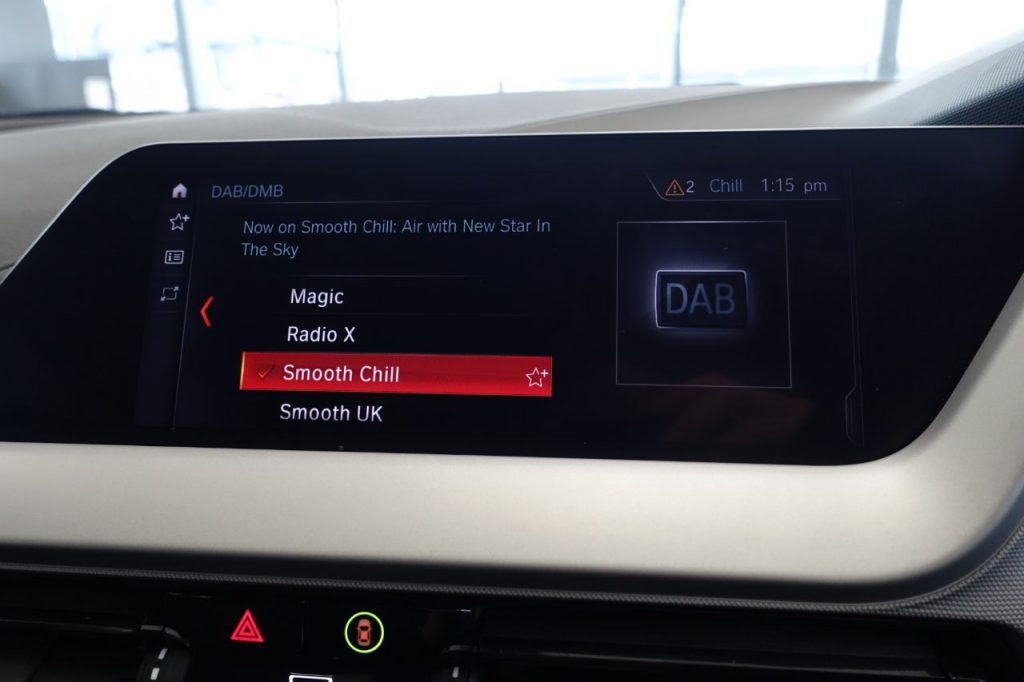 DAB/DMB
2 Chill 1:15 pm
Now on Smooth Chill: Air with New Star In
The Sky
Magic
Radio X
Smooth Chill
Smooth UK
DAB